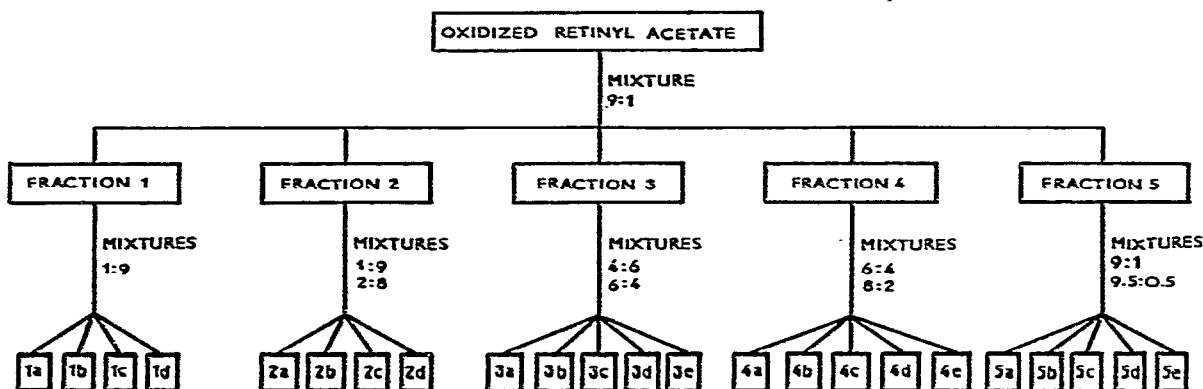 OXIDIZED RETINYL ACETATE
MIXTURE
9:1
FRACTION 1
FRACTION 2
FRACTION 3
FRACTION 4
FRACTION 5
MIXTURES
1:9
MIXTURES
1:9
2:8
MIXTURES
4:6
6:4
MIXTURES
6:4
8:2
MIXTURES
9:1
9.5:0.5
1a 1b 1c 1d 2a 2b 2c 2d 3a 3b 3c 3d 3e 4a 4b 4c 4d 4e 5a 5b 5c 5d 5e